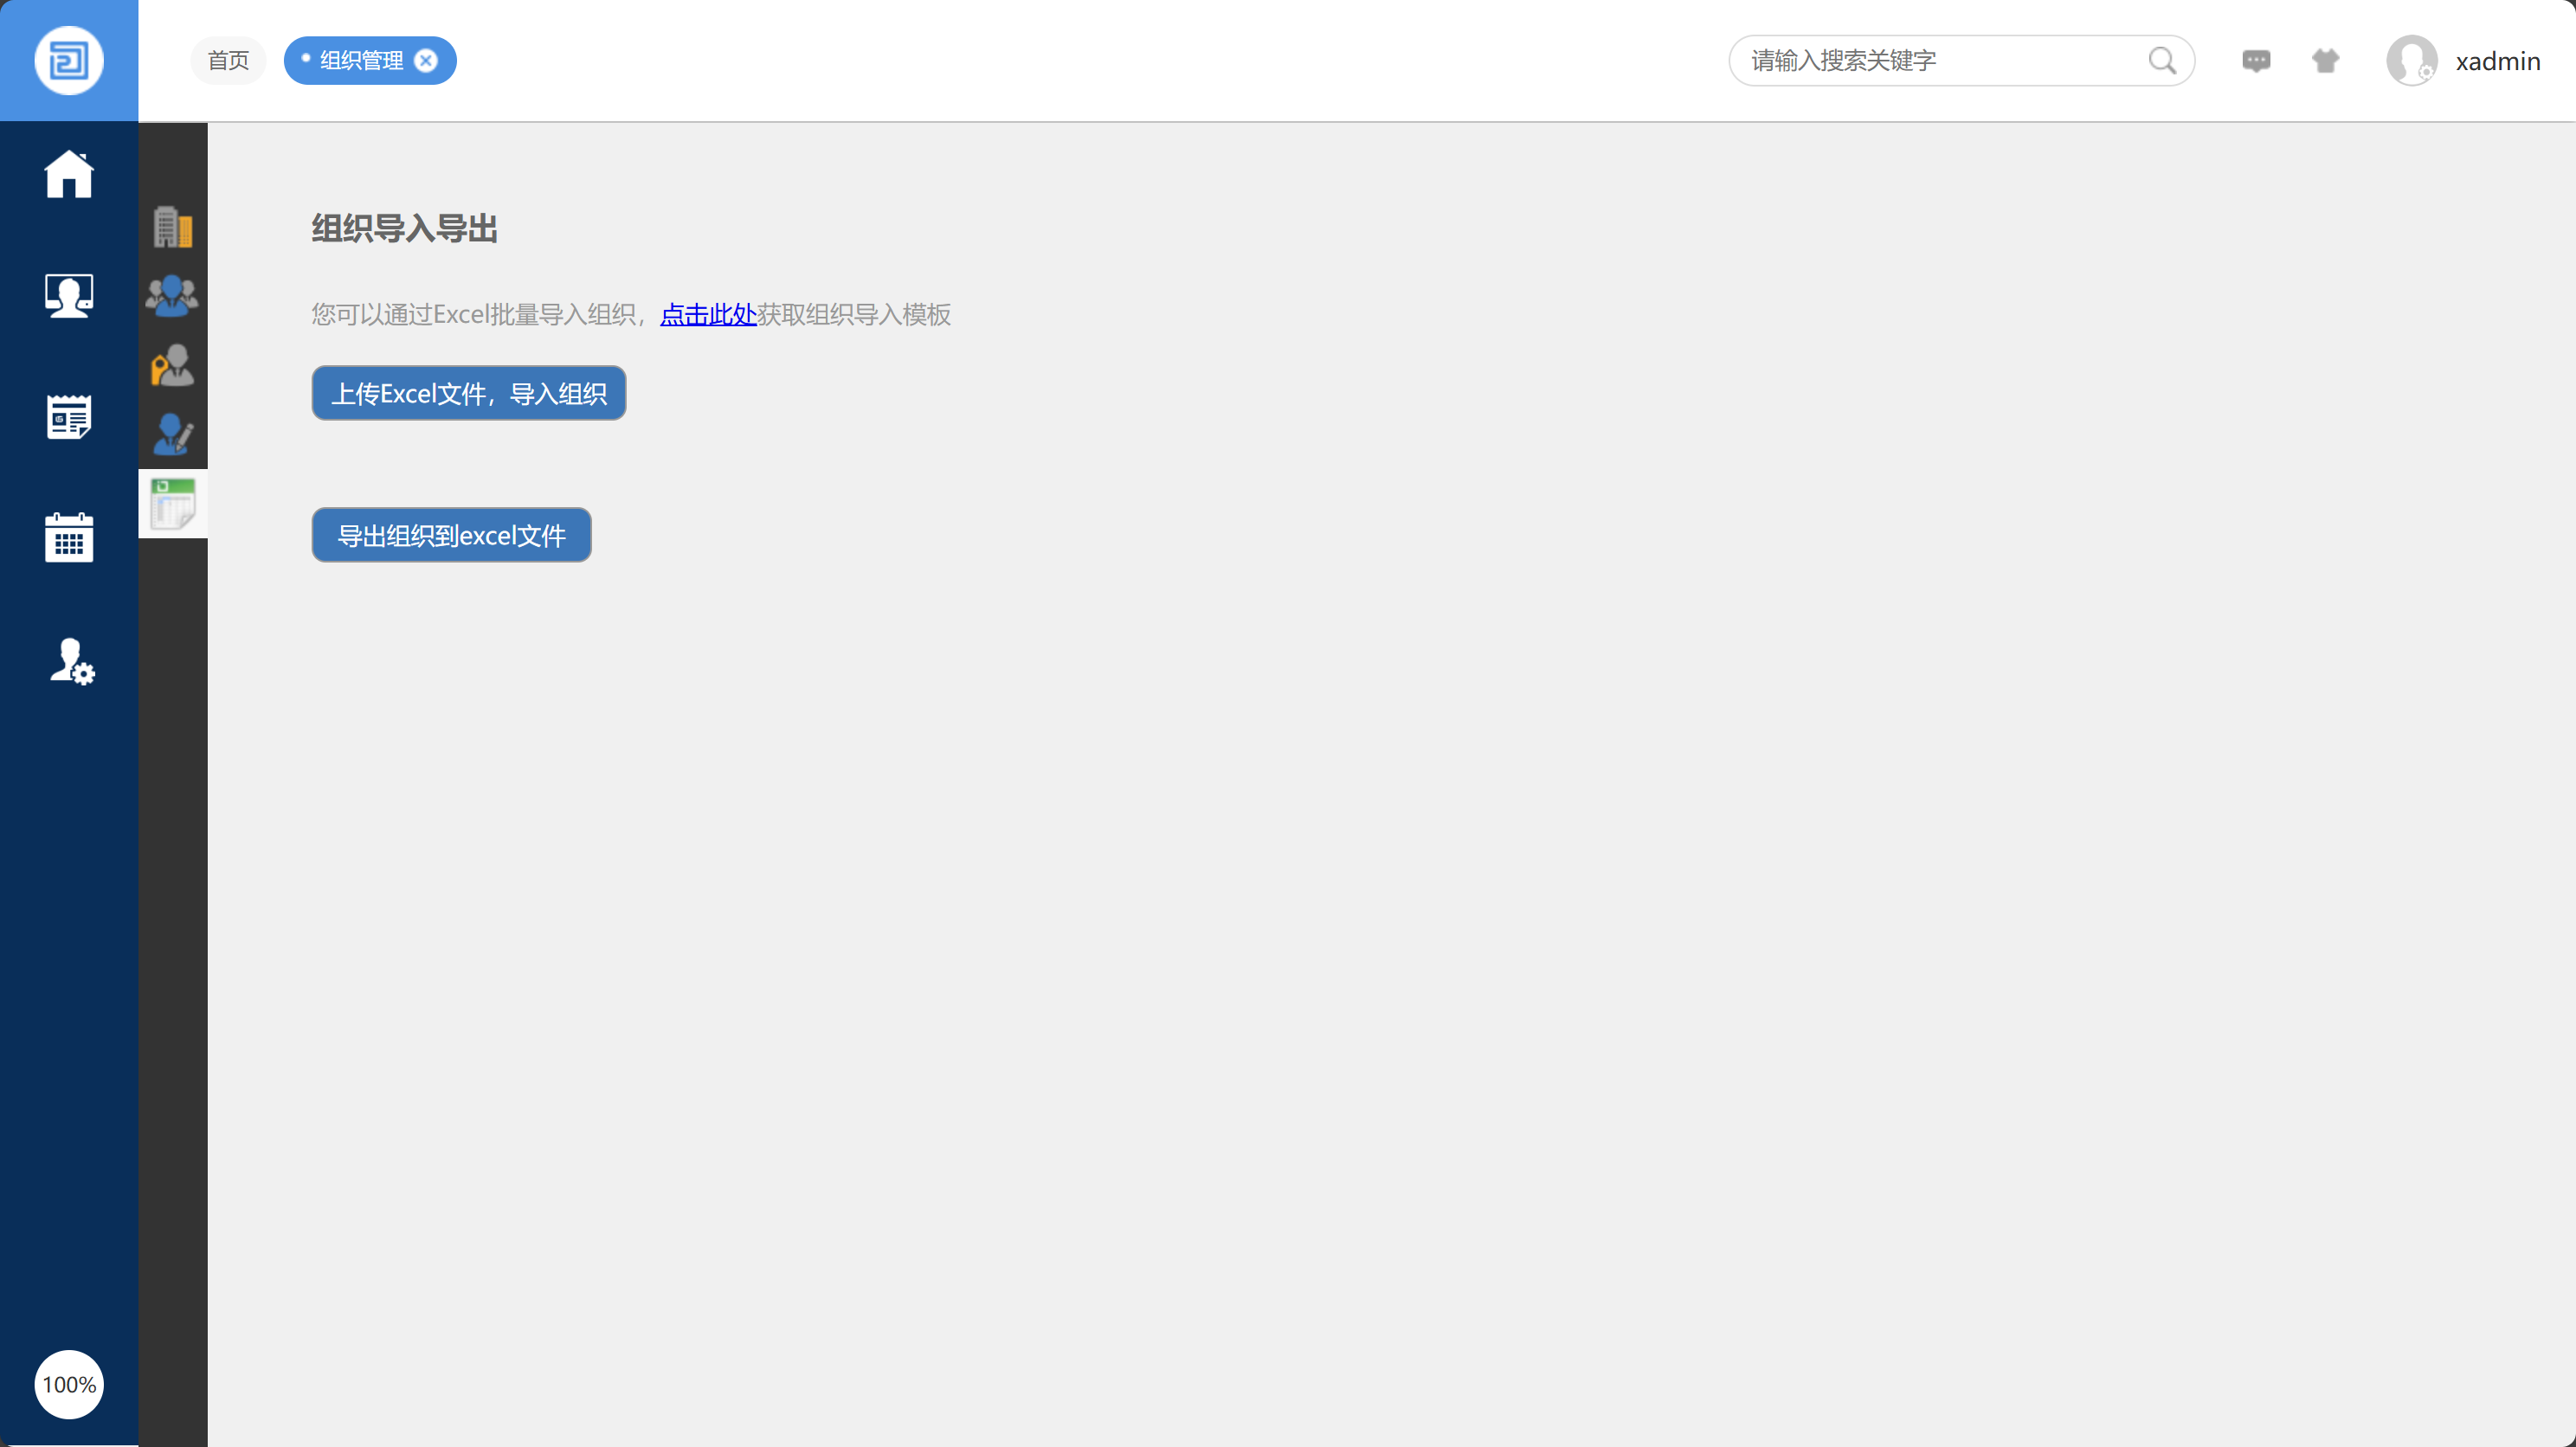 首页
组织管理
请输入搜索关键字
xadmin
组织导入导出
您可以通过Excel批量导入组织，点击此处获取组织导入模板
上传Excel文件，导入组织
导出组织到excel文件
100%